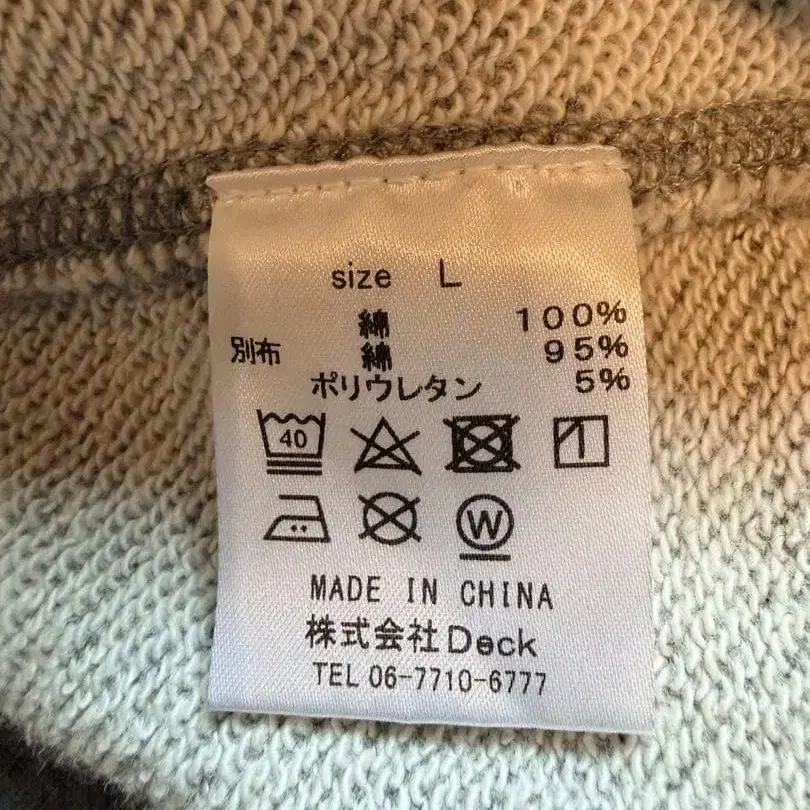 size L
綿 100%
別布 綿 95%
ポリウレタン 5%
40
W
MADE IN CHINA
株式会社Deck
TEL 06-7710-6777